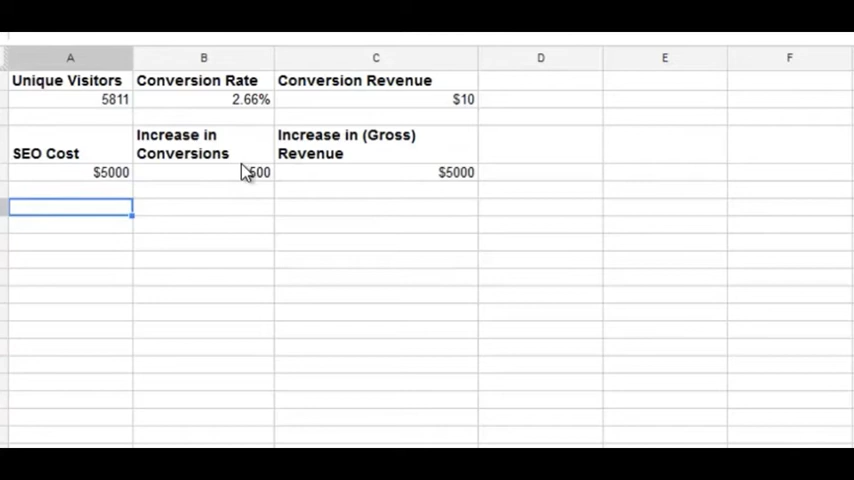 A B C D E F
Unique Visitors Conversion Rate Conversion Revenue
5811 2.66% $10
Increase in Increase in (Gross)
SEO Cost Conversions Revenue
$5000 500 $5000